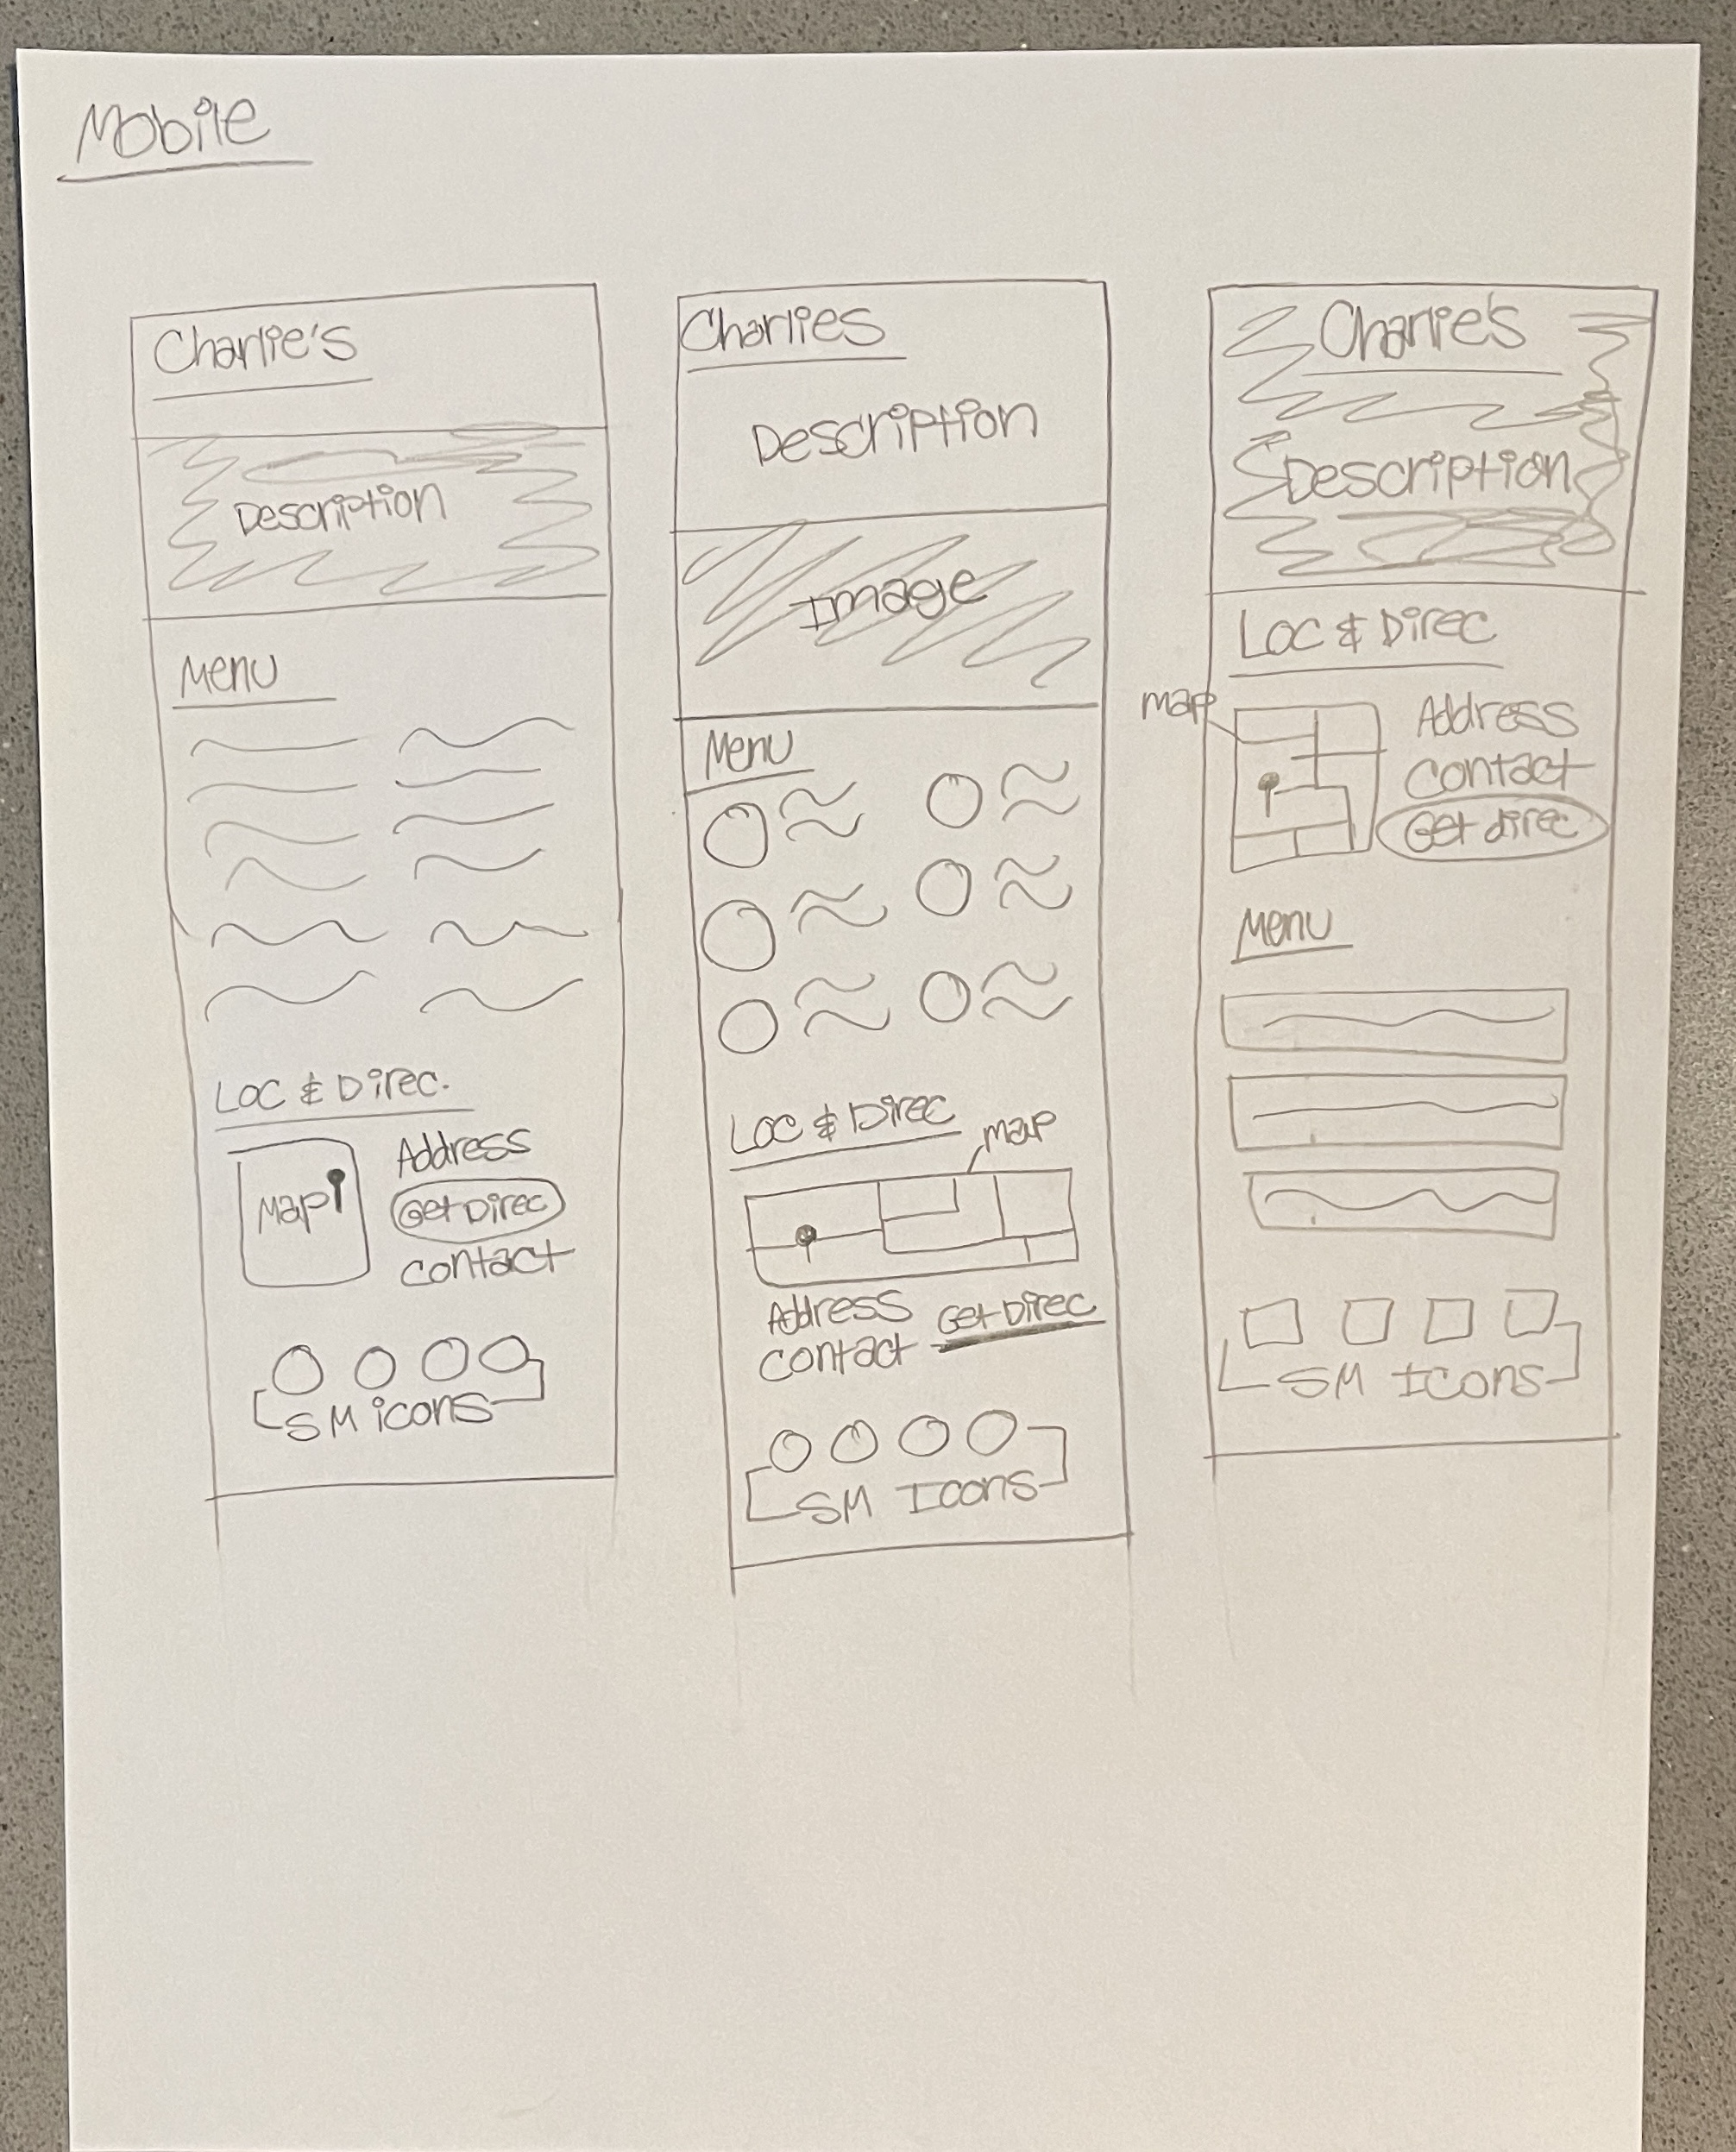 Mobile
Charlie's
Description
Menu
Loc & Direc.
Map
Address
Get Direc
Contact
SM icons
Charlies
Description
Image
Menu
Loc & Direc
map
Address
Contact
Get Direc
SM Icons
Charlie's
Description
Loc & Direc
map
Address
Contact
Get direc
Menu
SM Icons